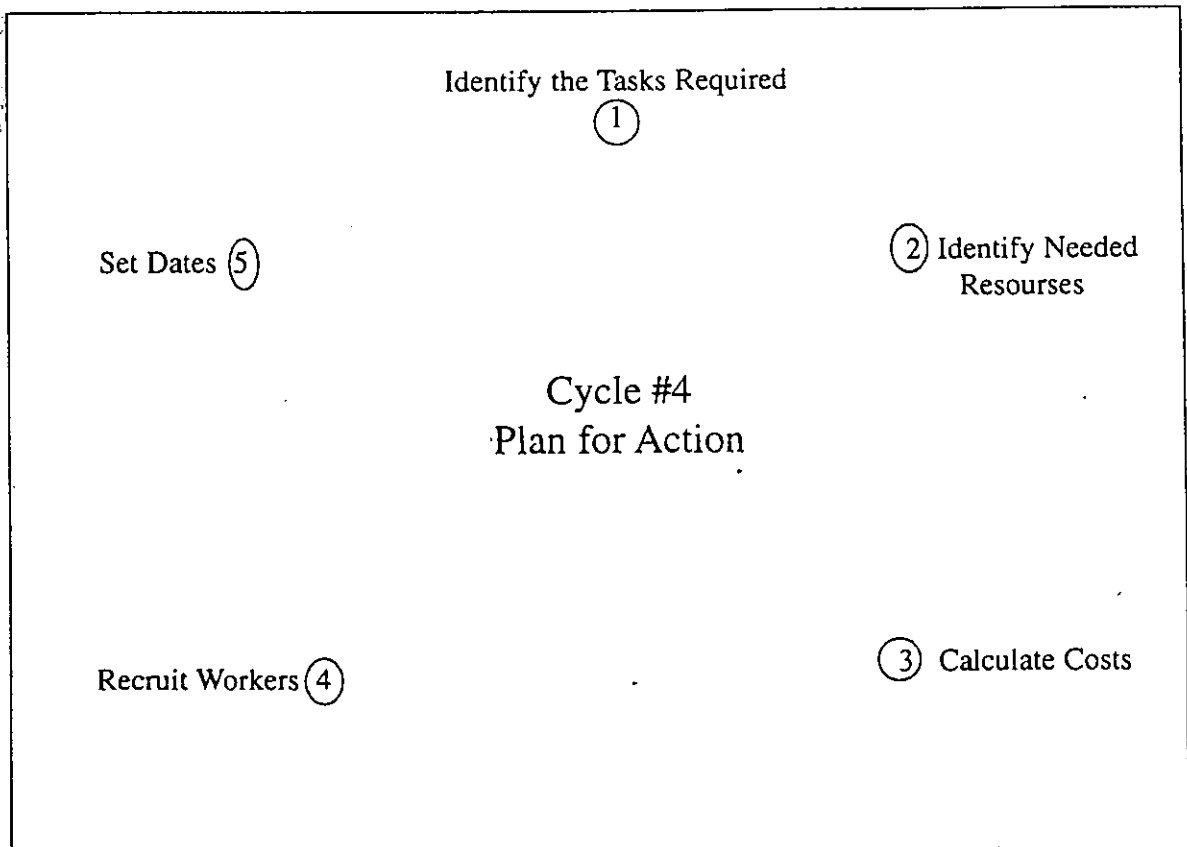 Identify the Tasks Required
1
Set Dates 5
2 Identify Needed
Resourses
Cycle #4
Plan for Action
Recruit Workers 4
3 Calculate Costs